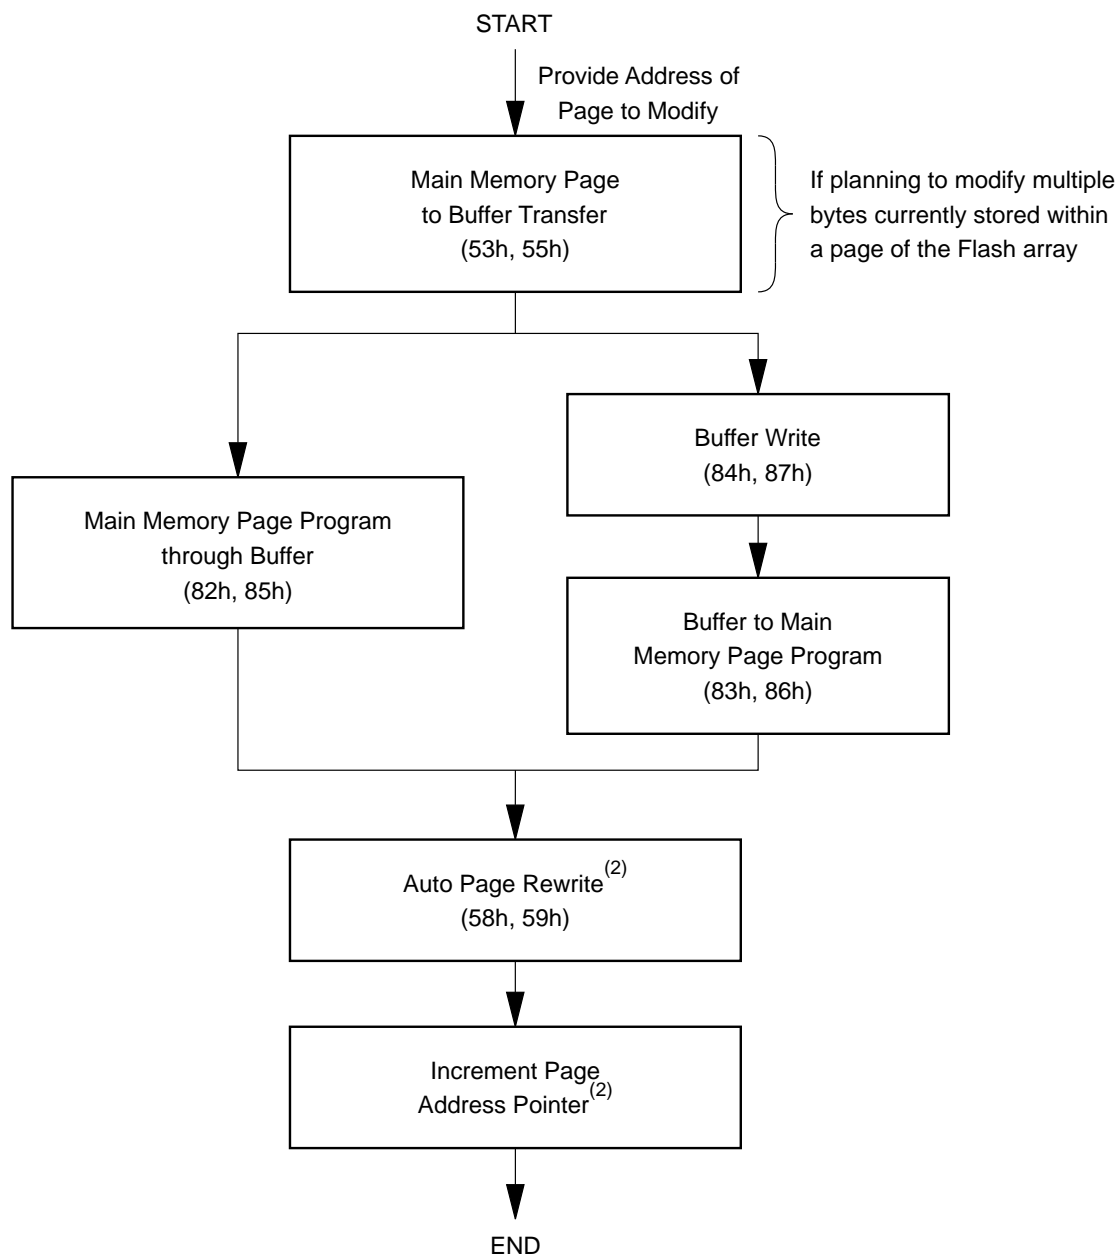 START
Provide Address of
Page to Modify
Main Memory Page
to Buffer Transfer
(53h, 55h)
If planning to modify multiple
bytes currently stored within
a page of the Flash array
Main Memory Page Program
through Buffer
(82h, 85h)
Buffer Write
(84h, 87h)
Buffer to Main
Memory Page Program
(83h, 86h)
Auto Page Rewrite(2)
(58h, 59h)
Increment Page
Address Pointer(2)
END